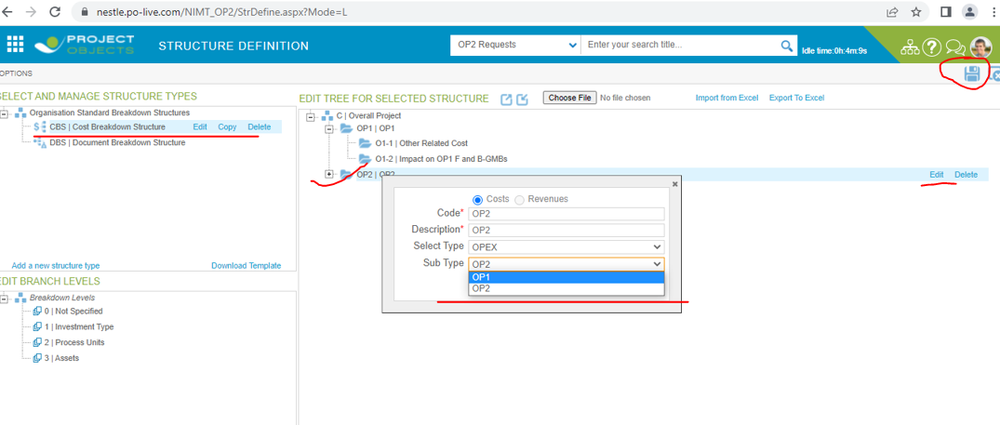 nestle.po-live.com/NIMT_OP2/StrDefine.aspx?Mode=L
PROJECT
OBJECTS
STRUCTURE DEFINITION
OP2 Requests
Enter your search title...
Idle time:0h:4m:9s
OPTIONS
SELECT AND MANAGE STRUCTURE TYPES
Organisation Standard Breakdown Structures
CBS | Cost Breakdown Structure Edit Copy Delete
DBS | Document Breakdown Structure
Add a new structure type Download Template
EDIT BRANCH LEVELS
Breakdown Levels
0 | Not Specified
1 | Investment Type
2 | Process Units
3 | Assets
EDIT TREE FOR SELECTED STRUCTURE Choose File No file chosen Import from Excel Export To Excel
C | Overall Project
OP1 | OP1
O1-1 | Other Related Cost
O1-2 | Impact on OP1 F and B-GMBs
OP2 | OP2 Edit Delete
Costs Revenues
Code* OP2
Description* OP2
Select Type OPEX
Sub Type OP2
OP1
OP2